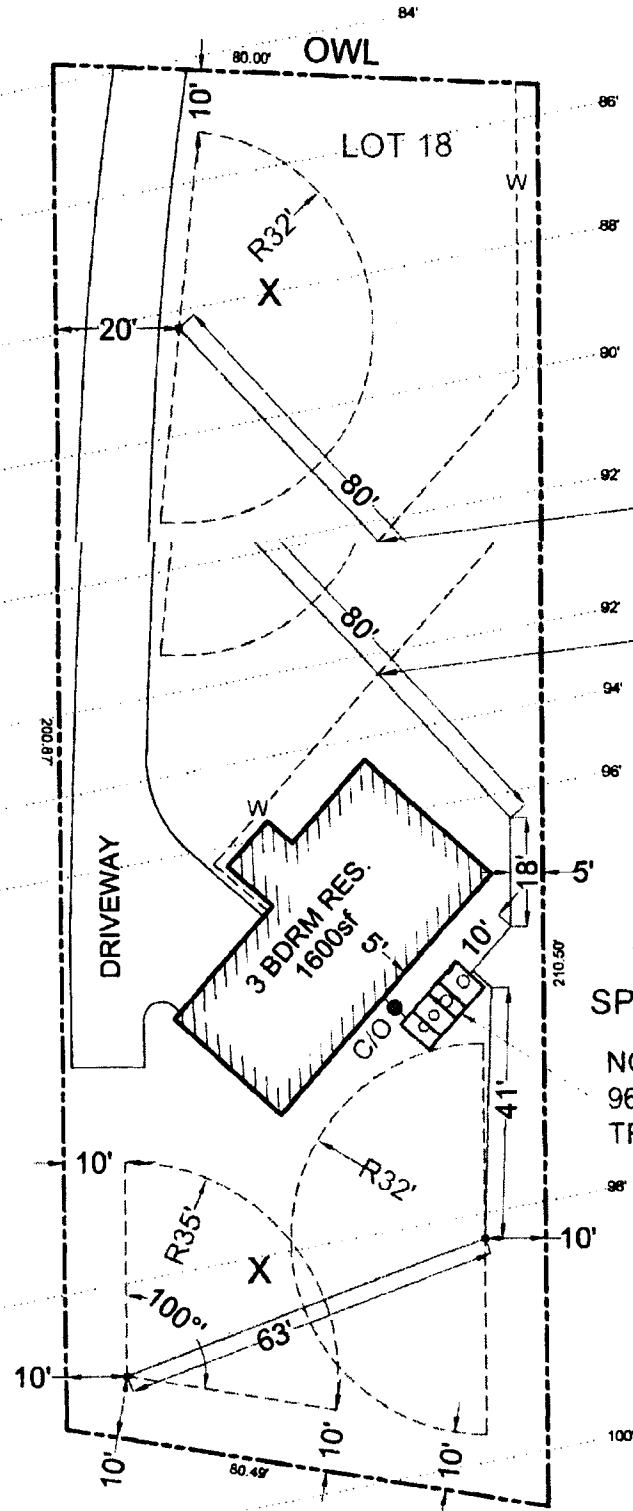 84'
80.00'
OWL
10'
86'
LOT 18
W
R32'
X
88'
20'
80'
80'
92'
92'
80'
94'
200.87'
96'
W
DRIVEWAY
3 BDRM RES.
1600sf
18'
5'
5'
10'
210.50'
C/O
SP
NO
96
TF
41'
R32'
98'
10'
R35'
X
10'
100°
63'
10'
10'
10'
10'
80.49'
100'